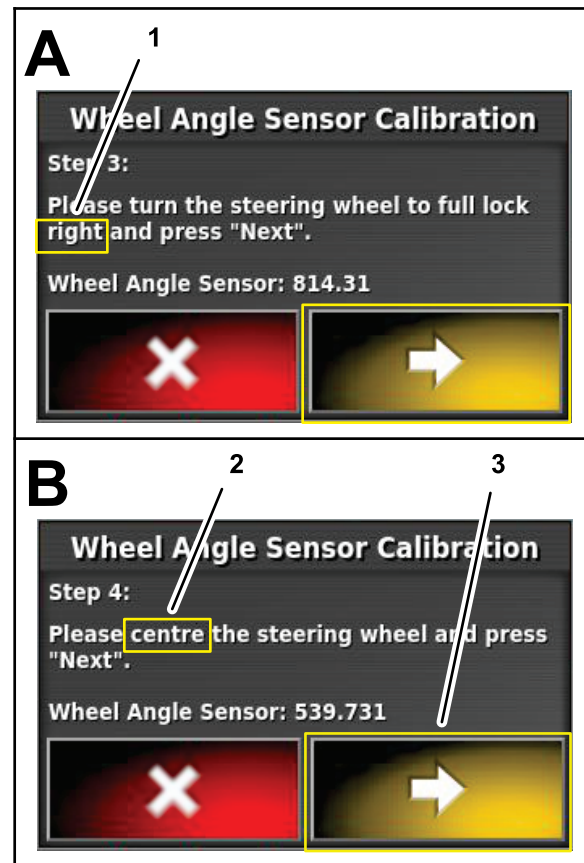 A
1
Wheel Angle Sensor Calibration
Step 3:
Please turn the steering wheel to full lock
right and press "Next".
Wheel Angle Sensor: 814.31
B
2
3
Wheel Angle Sensor Calibration
Step 4:
Please centre the steering wheel and press
"Next".
Wheel Angle Sensor: 539.731